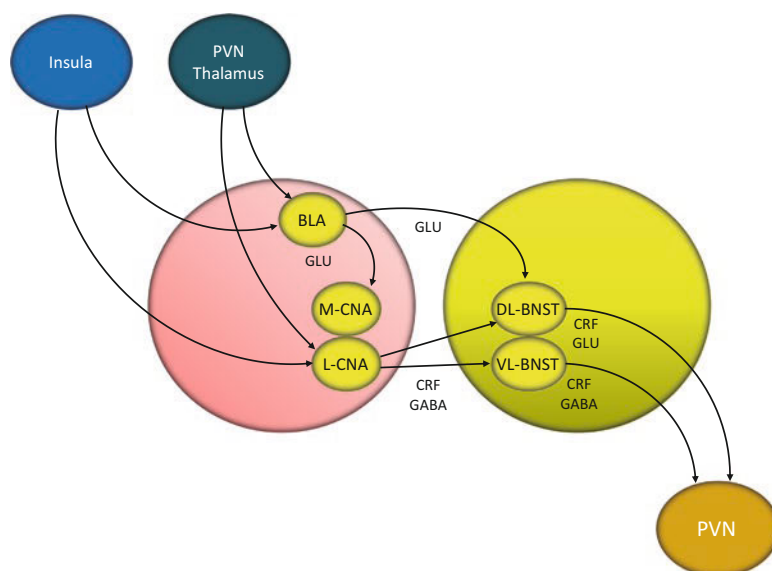 Insula
PVN
Thalamus
BLA
GLU
GLU
M-CNA
L-CNA
CRF
GABA
DL-BNST
CRF
GLU
VL-BNST
CRF
GABA
PVN